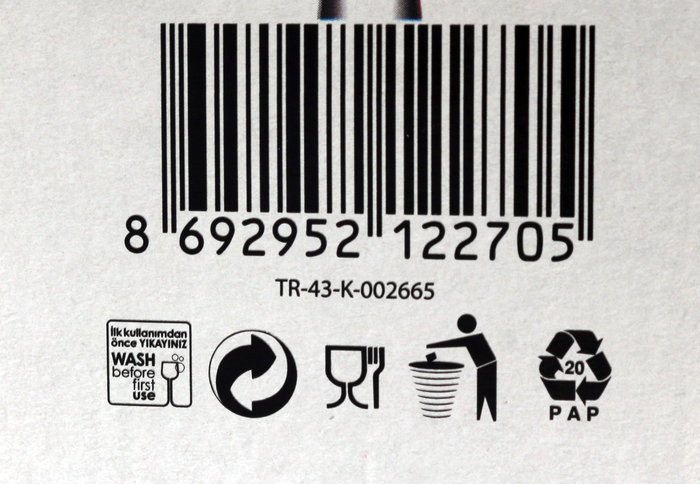 8 692952 122705
TR-43-K-002665
İlk kullanımdan
önce YIKAYINIZ
WASH
before
first
use
20
PAP